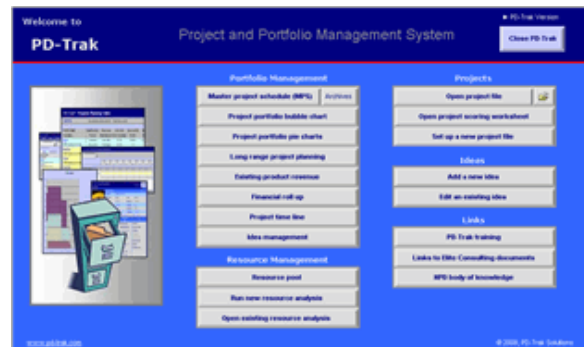 Welcome to
PD-Trak
Project and Portfolio Management System
PD-Trak Version
Close PD-Trak
Portfolio Management
Master project schedule (MPS)
Archives
Project portfolio bubble chart
Project portfolio pie charts
Long range project planning
Existing product revenue
Financial roll up
Project time line
Idea management
Resource Management
Resource pool
Run new resource analysis
Open existing resource analysis
Projects
Open project file
Open project scoring worksheet
Set up a new project file
Ideas
Add a new idea
Edit an existing idea
Links
PD-Trak training
Links to Elite Consulting documents
NPD body of knowledge
www.pd-trak.com
© 2008, PD-Trak Solutions